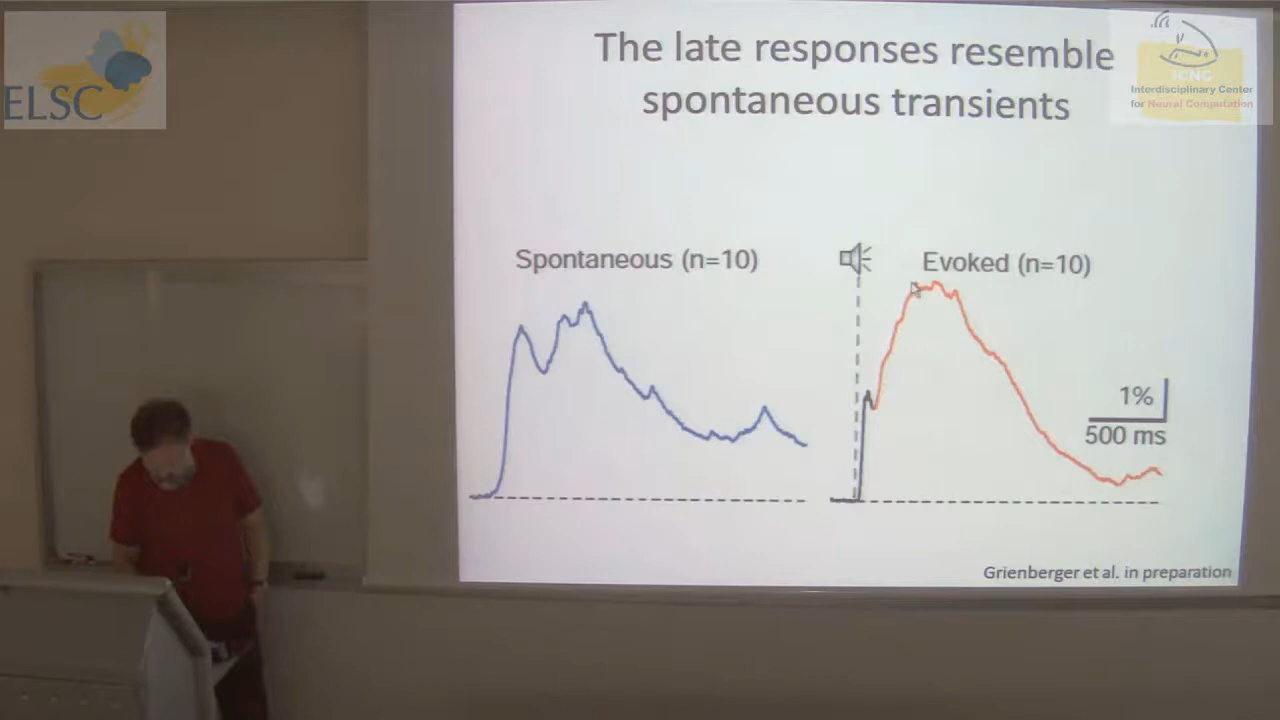 The late responses resemble
spontaneous transients
ELSC
ICNC
Interdisciplinary Center
for Neural Computation
Spontaneous (n=10)
Evoked (n=10)
1%
500 ms
Grienberger et al. in preparation